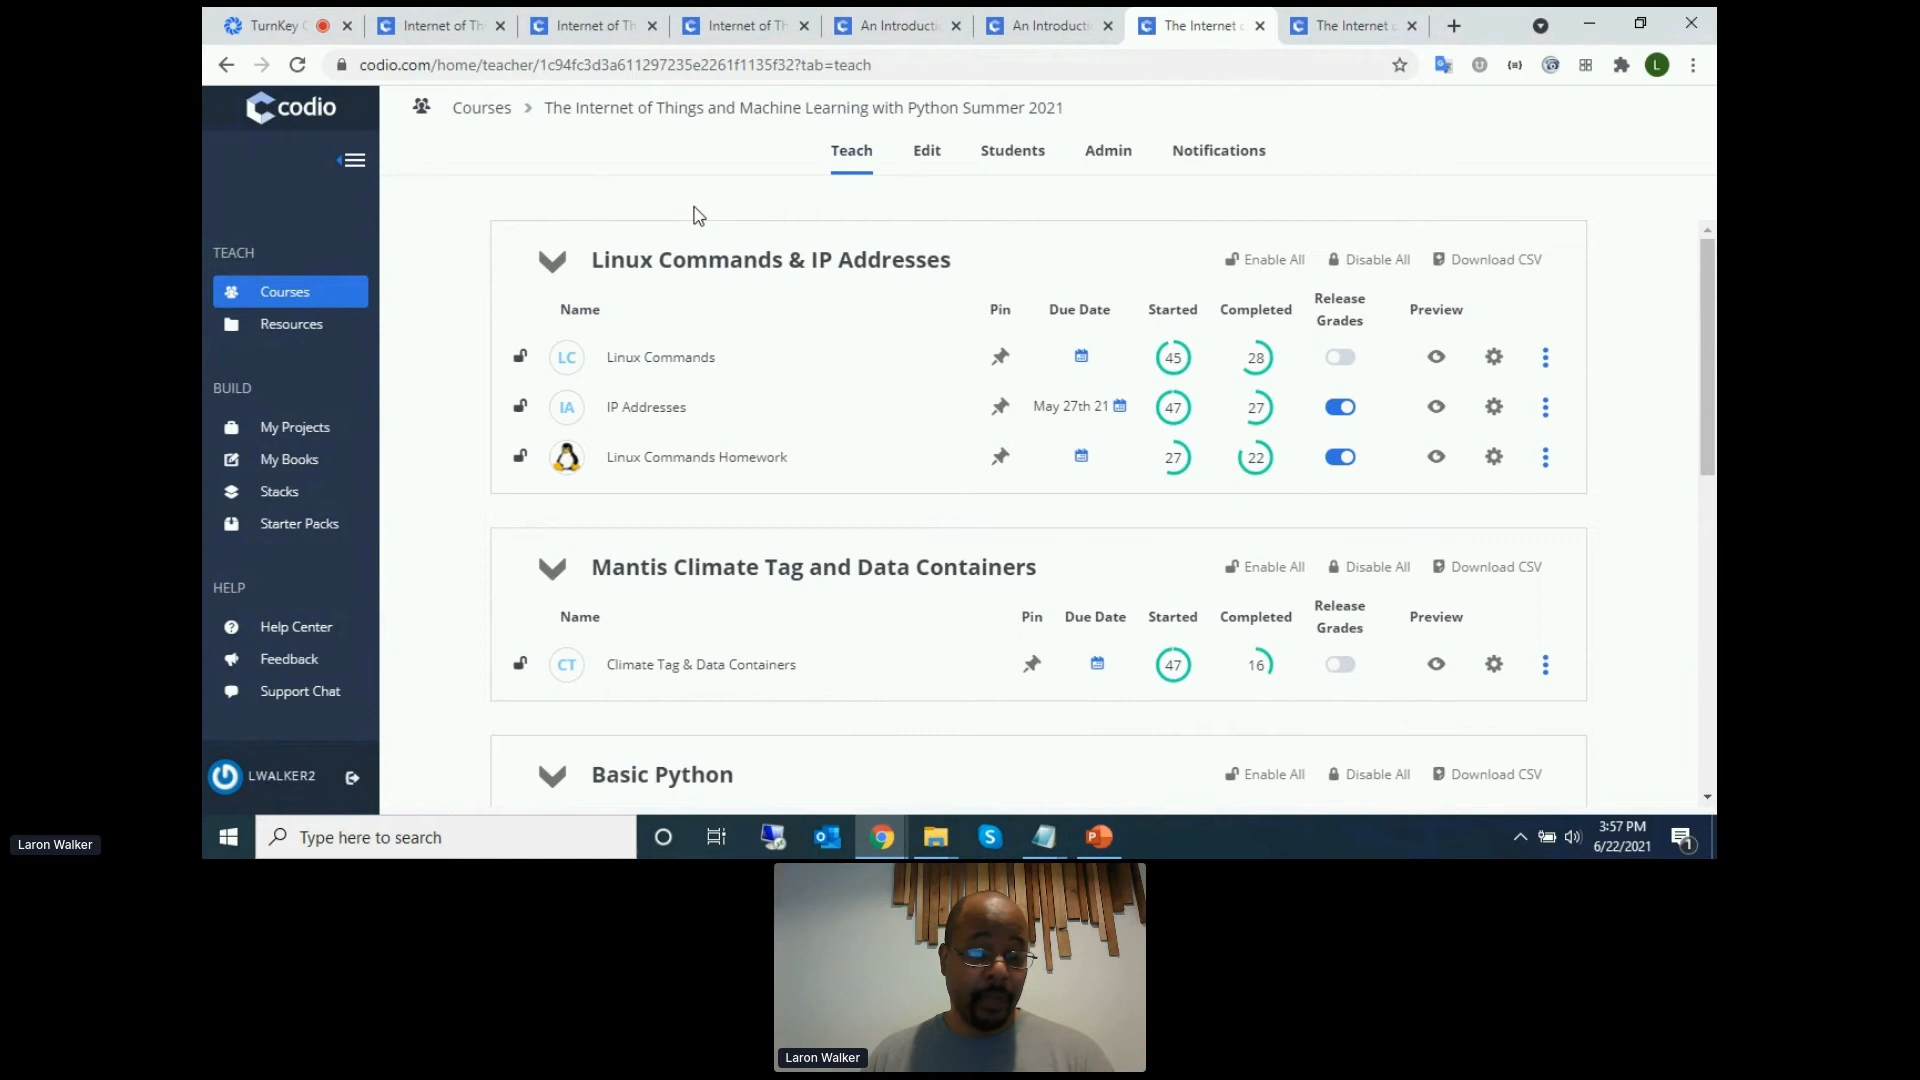 TurnKey
Internet of Th
Internet of Th
Internet of Th
An Introducti
An Introducti
The Internet
The Internet
codio.com/home/teacher/1c94fc3d3a611297235e2261f1135f32?tab=teach
L
codio
Courses > The Internet of Things and Machine Learning with Python Summer 2021
Teach Edit Students Admin Notifications
TEACH
Courses
Resources
BUILD
My Projects
My Books
Stacks
Starter Packs
HELP
Help Center
Feedback
Support Chat
LWALKER2
Linux Commands & IP Addresses Enable All Disable All Download CSV
Name Pin Due Date Started Completed Release Grades Preview
LC Linux Commands 45 28
IA IP Addresses May 27th 21 47 27
Linux Commands Homework 27 22
Mantis Climate Tag and Data Containers Enable All Disable All Download CSV
Name Pin Due Date Started Completed Release Grades Preview
CT Climate Tag & Data Containers 47 16
Basic Python Enable All Disable All Download CSV
Type here to search
3:57 PM
6/22/2021
1
Laron Walker
Laron Walker